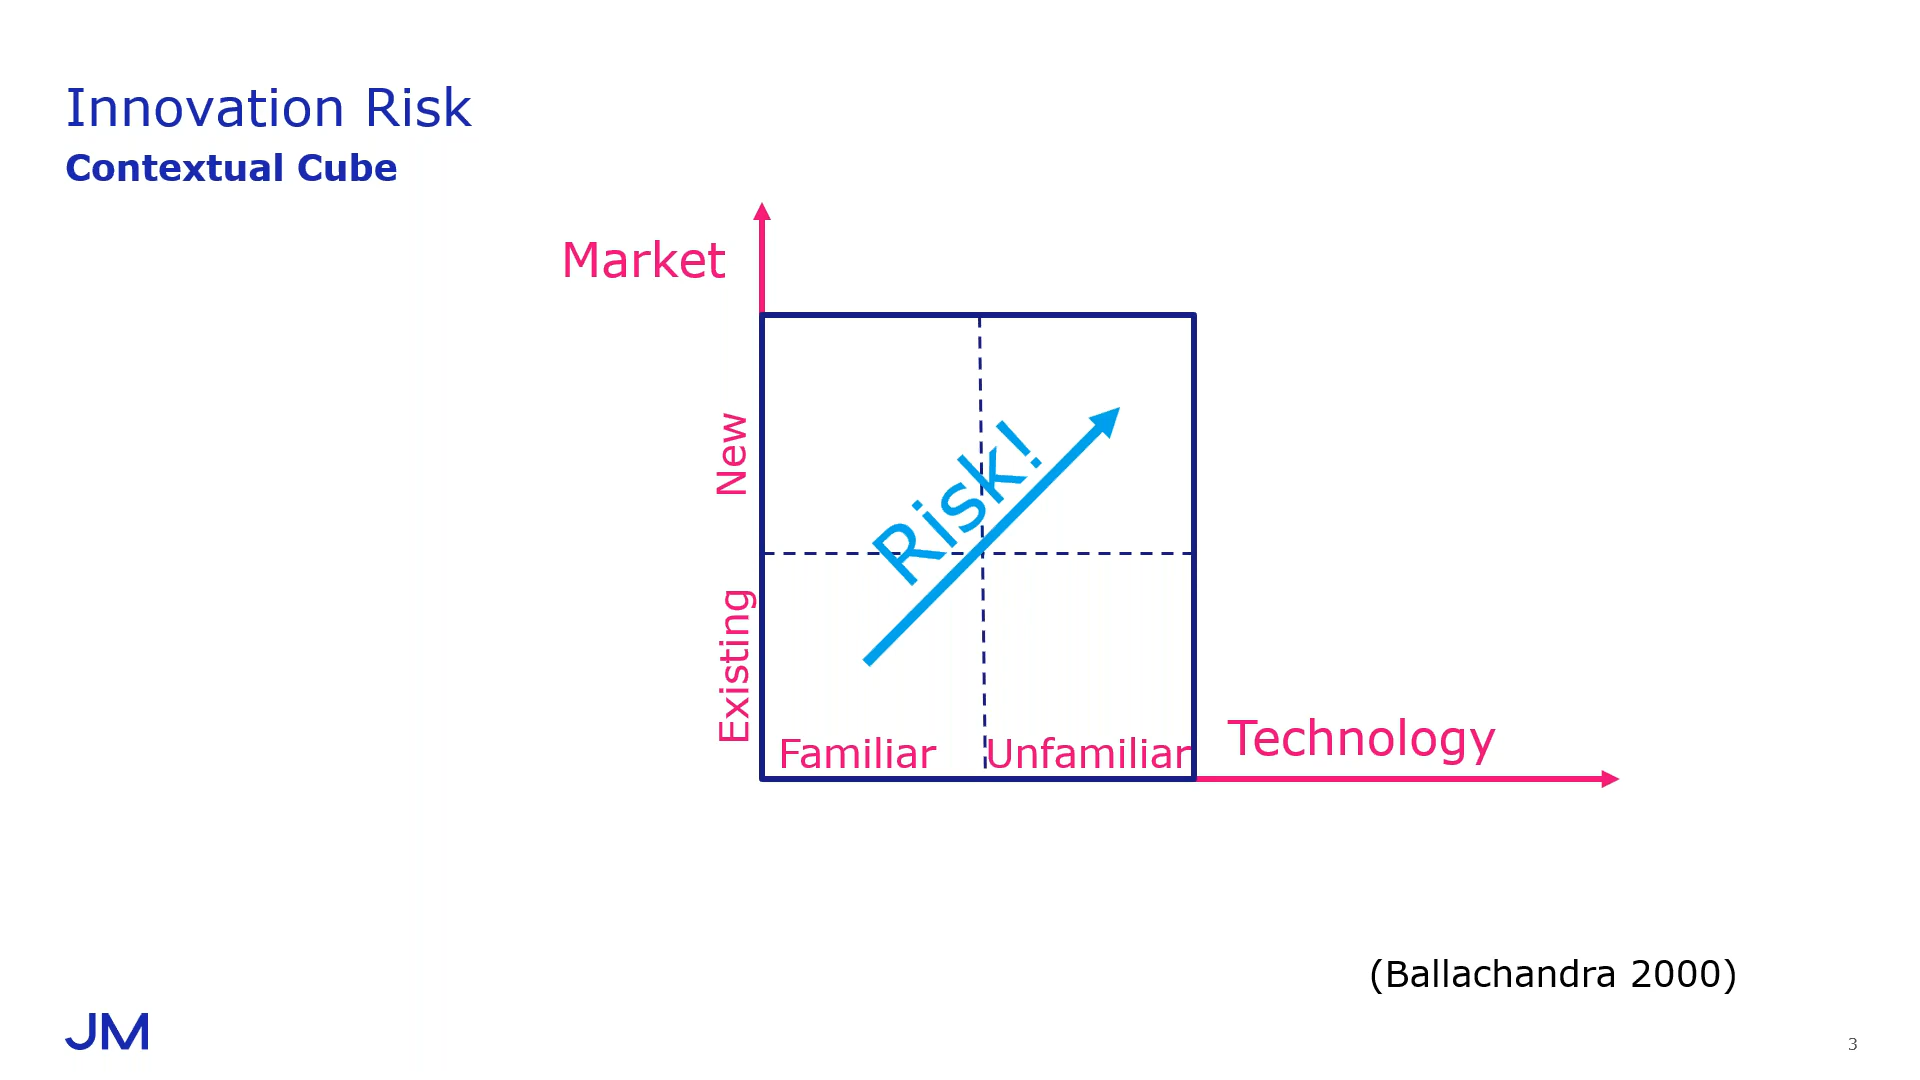 Innovation Risk
Contextual Cube
Market
New
Risk!
Existing
Familiar
Unfamiliar
Technology
(Ballachandra 2000)
JM
3